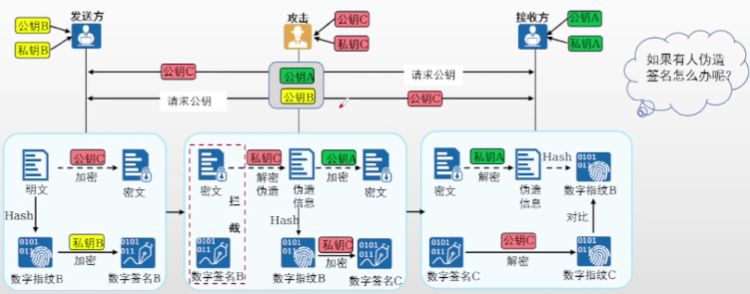 发送方
公钥B
私钥B
攻击
公钥C
私钥C
接收方
公钥A
私钥A
公钥C
请求公钥
公钥A
公钥B
请求公钥
公钥C
如果有人伪造
签名怎么办呢？
明文
公钥C
加密
密文
Hash
数字指纹B
私钥B
加密
数字签名B
密文
私钥C
解密
伪造
伪造
信息
公钥A
加密
密文
拦
截
数字签名B
Hash
数字指纹B
私钥C
加密
数字签名C
密文
私钥A
解密
伪造
信息
Hash
数字指纹B
对比
数字签名C
公钥C
解密
数字指纹C